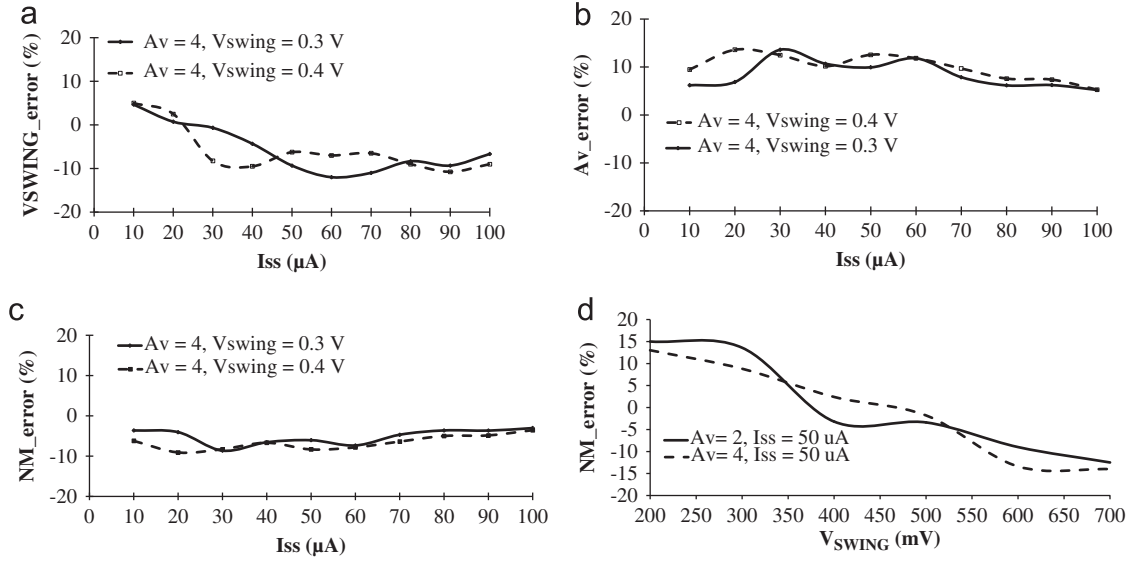 a
VSWING_error (%)
20
10
0
-10
-20
Av = 4, Vswing = 0.3 V
Av = 4, Vswing = 0.4 V
0 10 20 30 40 50 60 70 80 90 100
Iss (μA)
b
Av_error (%)
20
10
0
-10
-20
Av = 4, Vswing = 0.4 V
Av = 4, Vswing = 0.3 V
0 10 20 30 40 50 60 70 80 90 100
Iss (μA)
c
NM_error (%)
20
10
0
-10
-20
Av = 4, Vswing = 0.3 V
Av = 4, Vswing = 0.4 V
0 10 20 30 40 50 60 70 80 90 100
Iss (μA)
d
NM_error (%)
20
15
10
5
0
-5
-10
-15
-20
Av= 2, Iss = 50 uA
Av= 4, Iss = 50 uA
200 250 300 350 400 450 500 550 600 650 700
VSWING (mV)